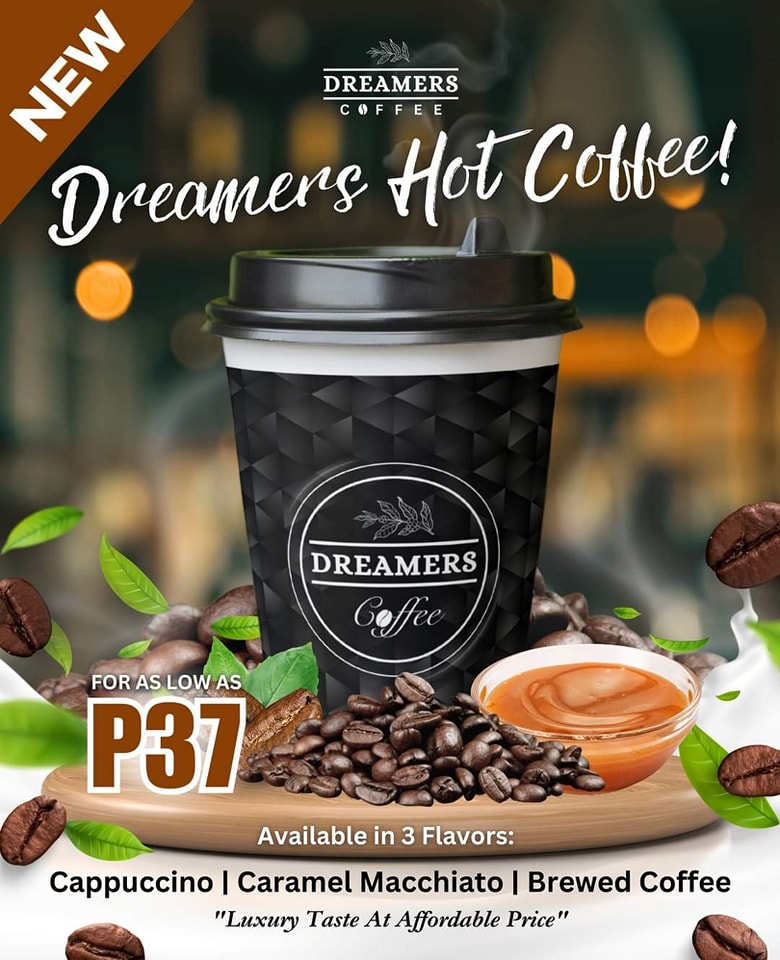 NEW
DREAMERS
COFFEE
Dreamers Hot Coffee!
DREAMERS
Coffee
FOR AS LOW AS
P37
Available in 3 Flavors:
Cappuccino | Caramel Macchiato | Brewed Coffee
"Luxury Taste At Affordable Price"